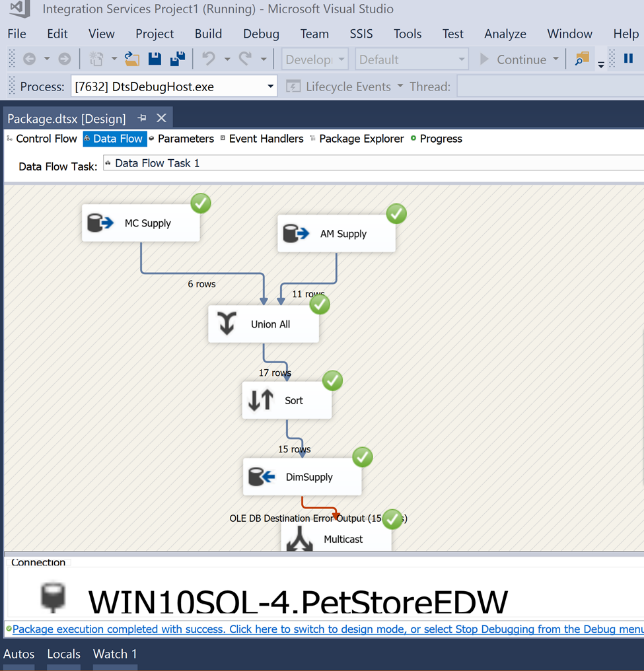 Integration Services Project1 (Running) - Microsoft Visual Studio
File Edit View Project Build Debug Team SSIS Tools Test Analyze Window Help
Develop Default Continue
Process: [7632] DtsDebugHost.exe Lifecycle Events Thread:
Package.dtsx [Design]
Control Flow Data Flow Parameters Event Handlers Package Explorer Progress
Data Flow Task: Data Flow Task 1
MC Supply
AM Supply
6 rows
11 rows
Union All
17 rows
Sort
15 rows
DimSupply
OLE DB Destination Error Output (15 )
Multicast
Connection
WIN10SOL-4.PetStoreEDW
Package execution completed with success. Click here to switch to design mode, or select Stop Debugging from the Debug menu
Autos Locals Watch 1